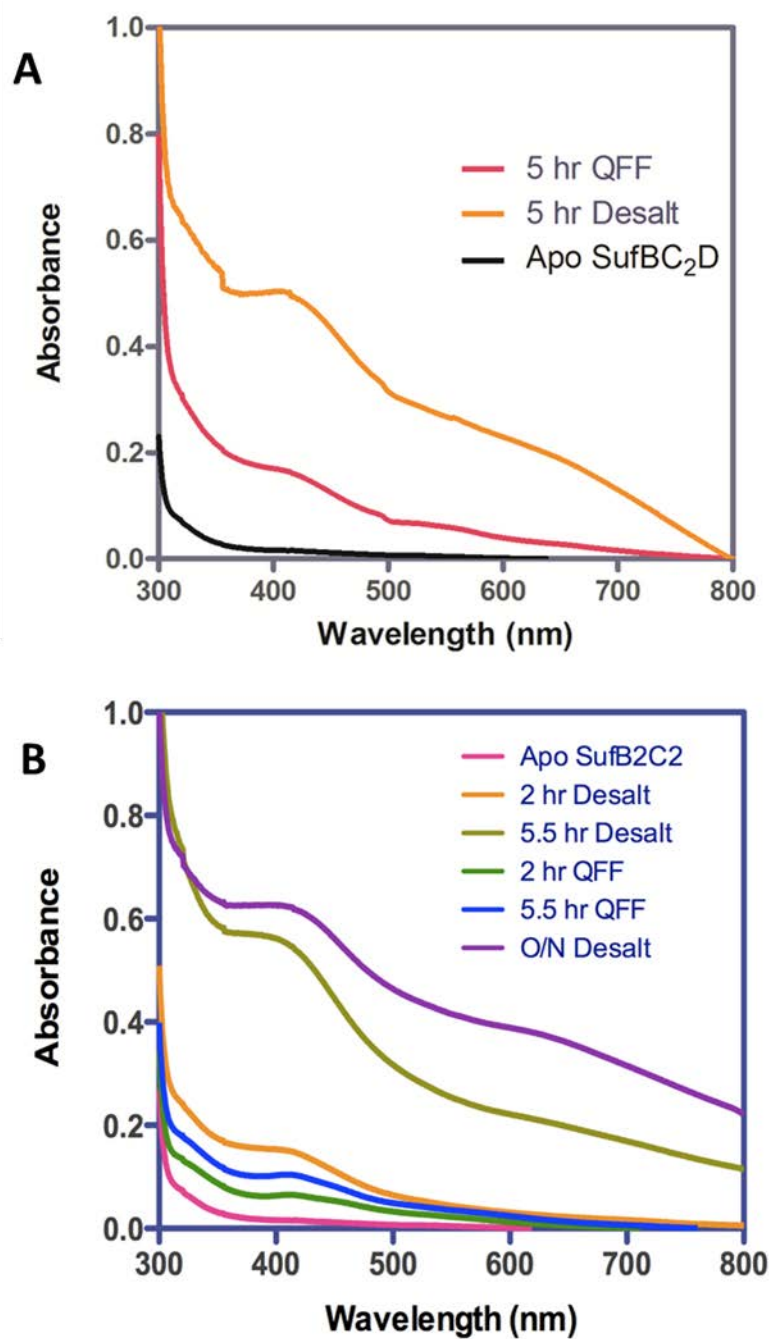 A
1.0
0.8
0.6
0.4
0.2
0.0
Absorbance
5 hr QFF
5 hr Desalt
Apo SufBC₂D
300 400 500 600 700 800
Wavelength (nm)
B
1.0
0.8
0.6
0.4
0.2
0.0
Absorbance
Apo SufB2C2
2 hr Desalt
5.5 hr Desalt
2 hr QFF
5.5 hr QFF
O/N Desalt
300 400 500 600 700 800
Wavelength (nm)